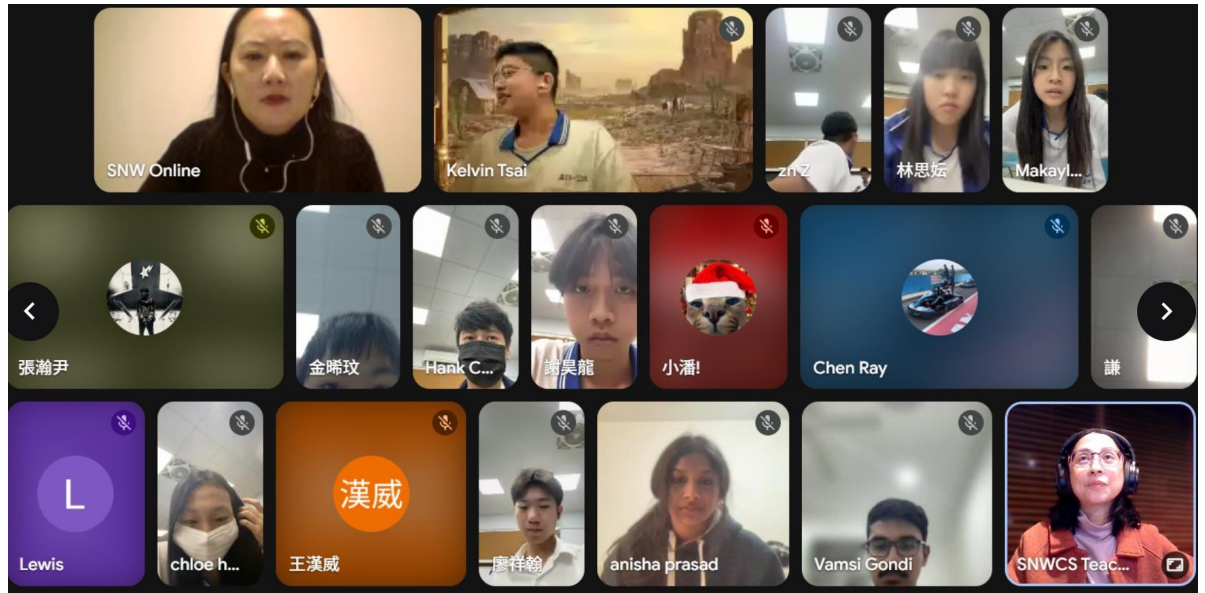 SNW Online
Kelvin Tsai
zn Z
林思妘
Makayl...
張瀚尹
金晞玟
Hank C...
謝昊龍
小潘!
Chen Ray
謙
L
Lewis
chloe h...
漢威
王漢威
廖祥翰
anisha prasad
Vamsi Gondi
SNWCS Teac...